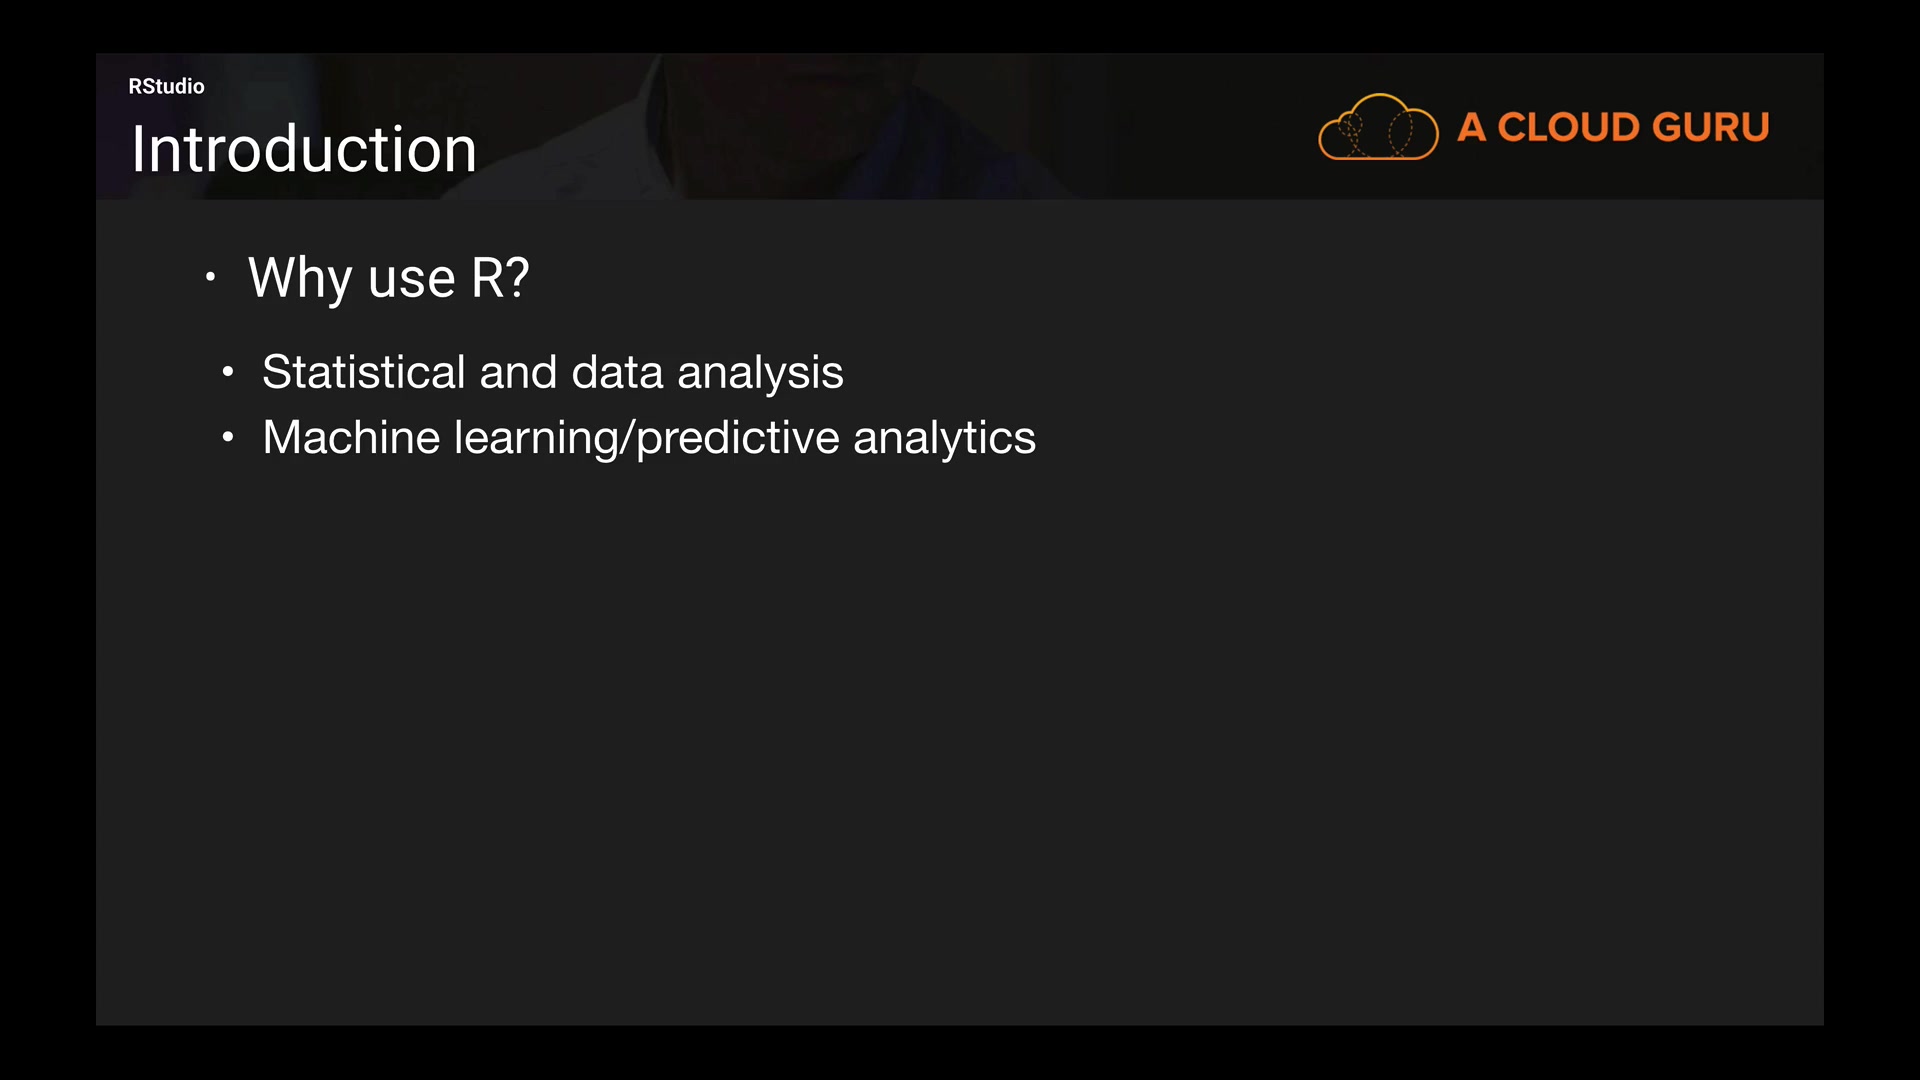 RStudio
Introduction
A CLOUD GURU
• Why use R?
• Statistical and data analysis
• Machine learning/predictive analytics